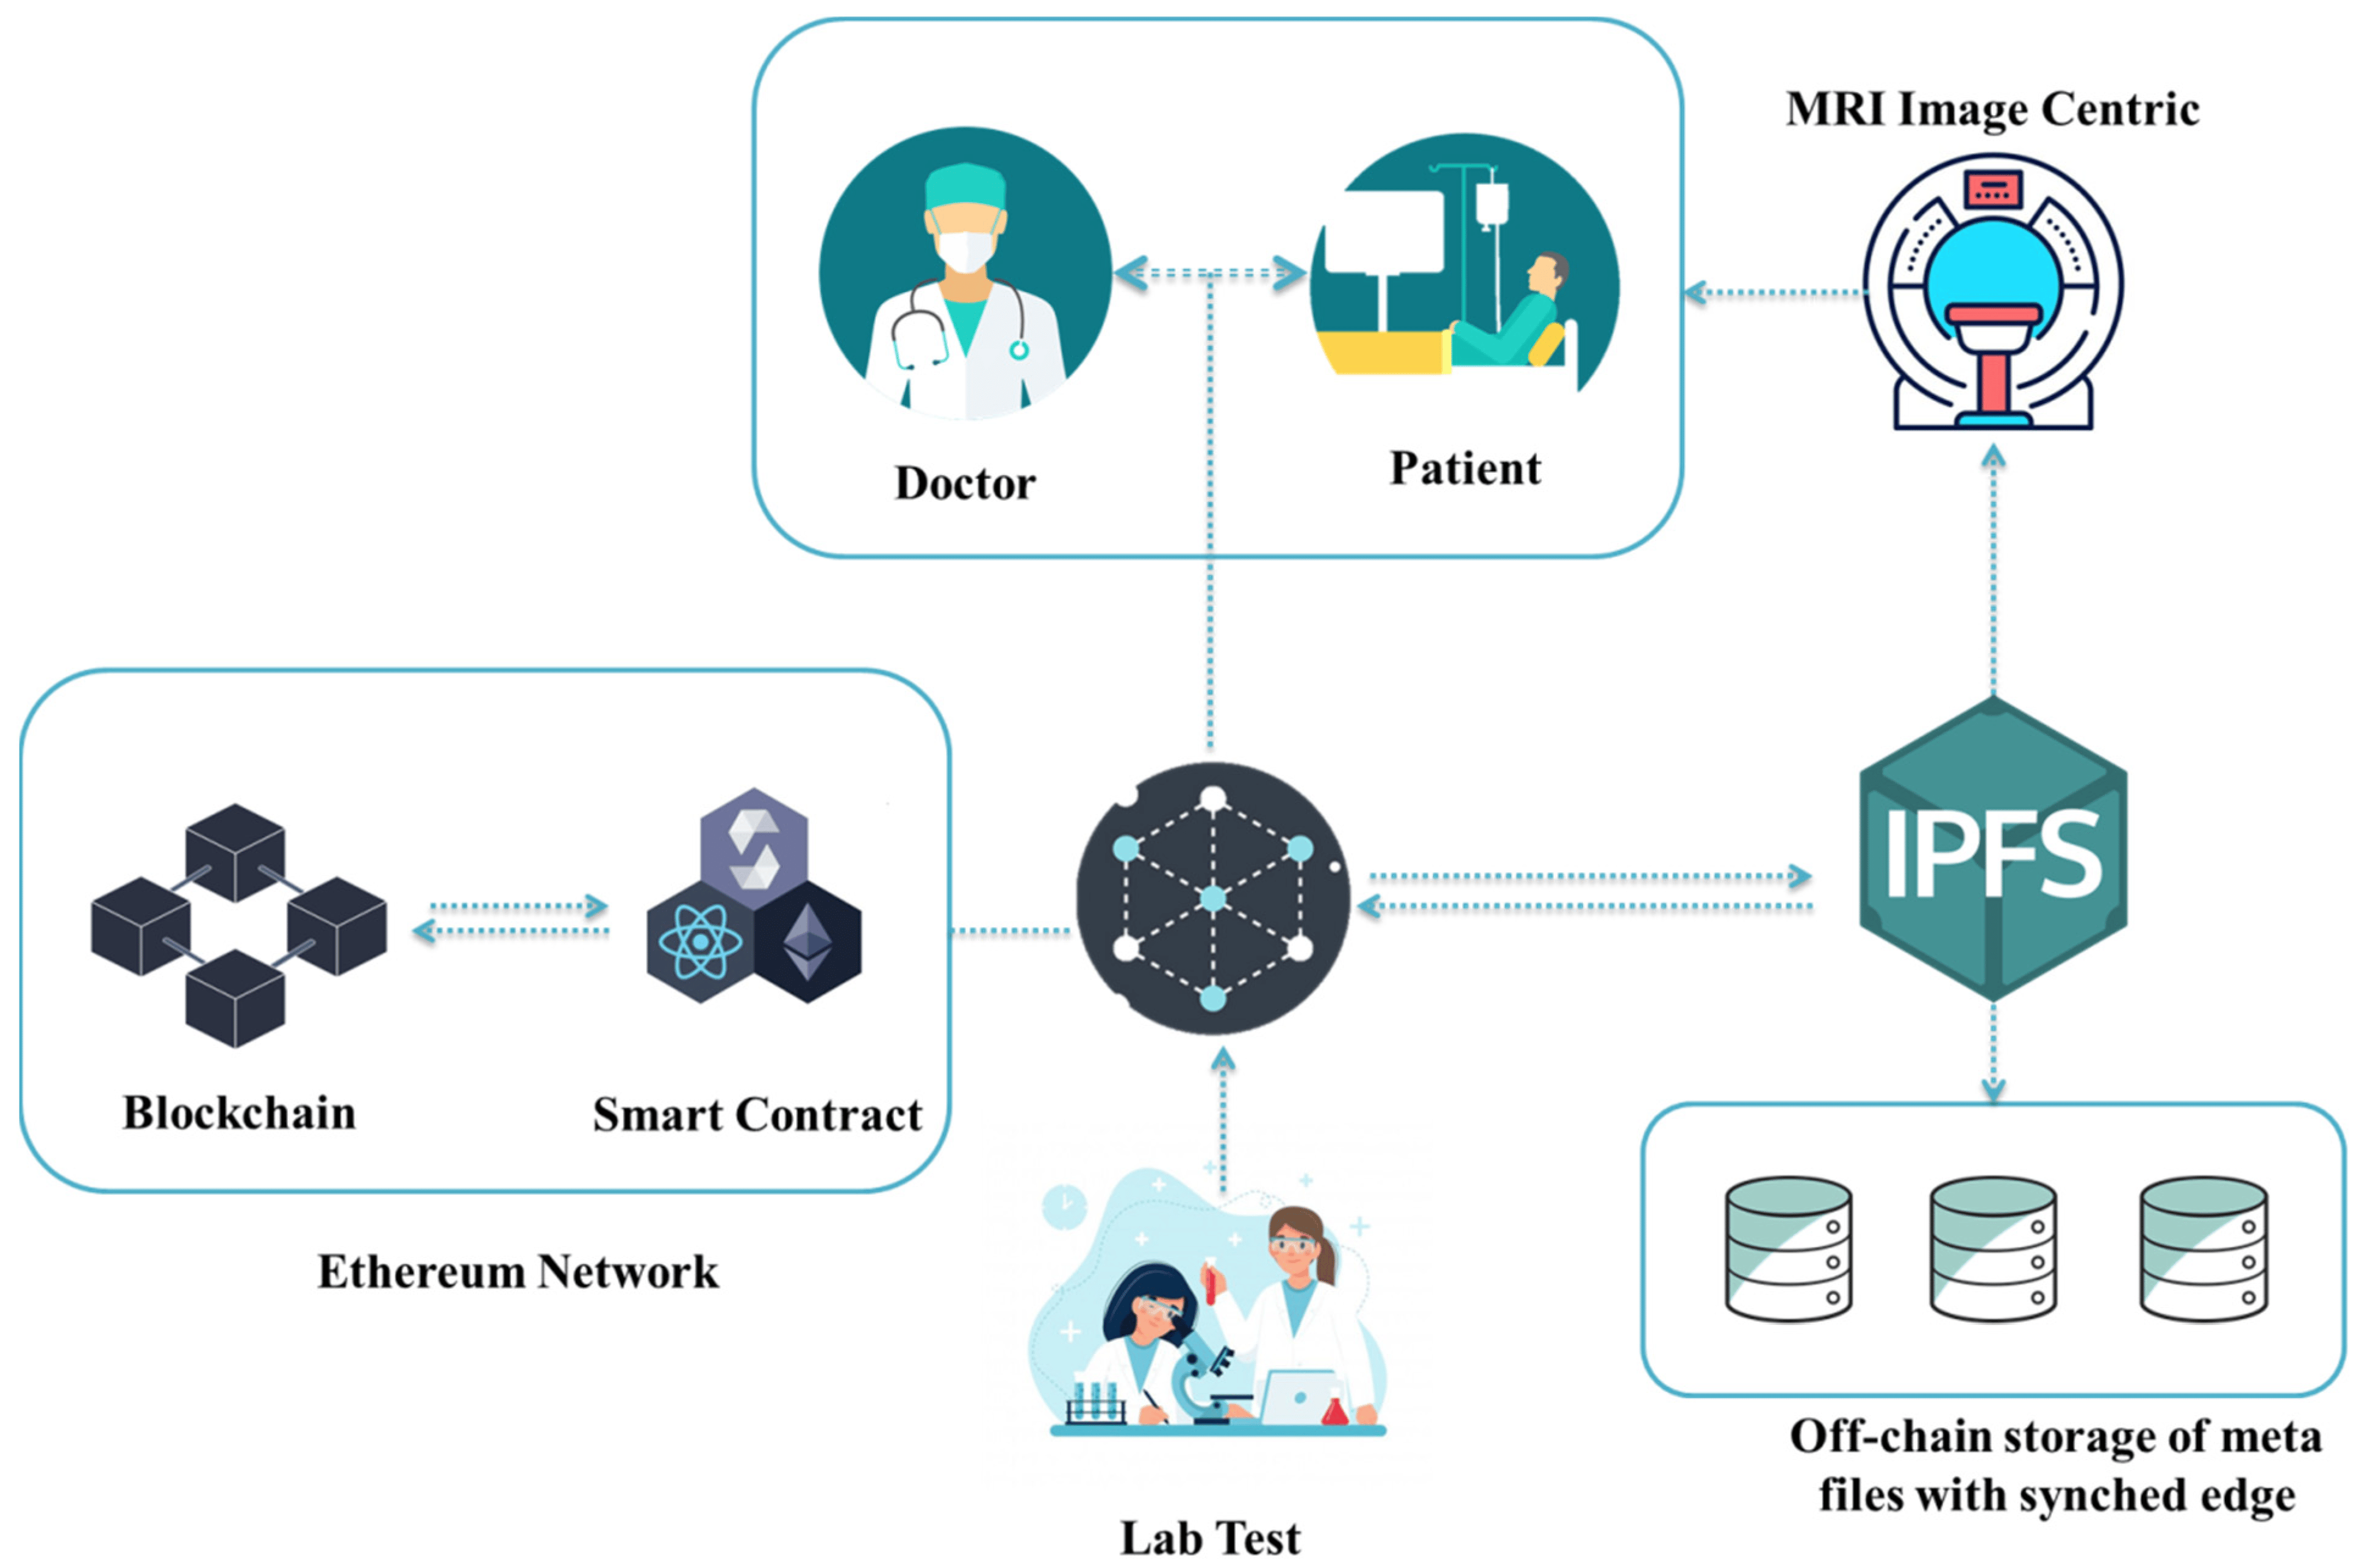 MRI Image Centric
Doctor
Patient
IPFS
Blockchain
Smart Contract
Ethereum Network
Lab Test
Off-chain storage of meta
files with synched edge